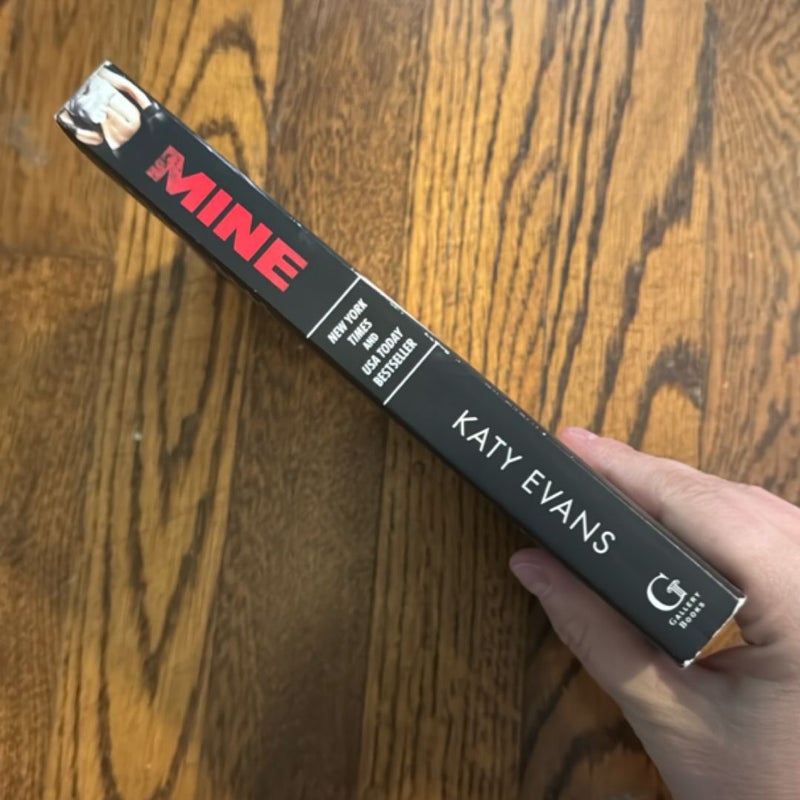 MINE
NEW YORK
TIMES
AND
USA TODAY
BESTSELLER
KATY EVANS
G
GALLERY
BOOKS